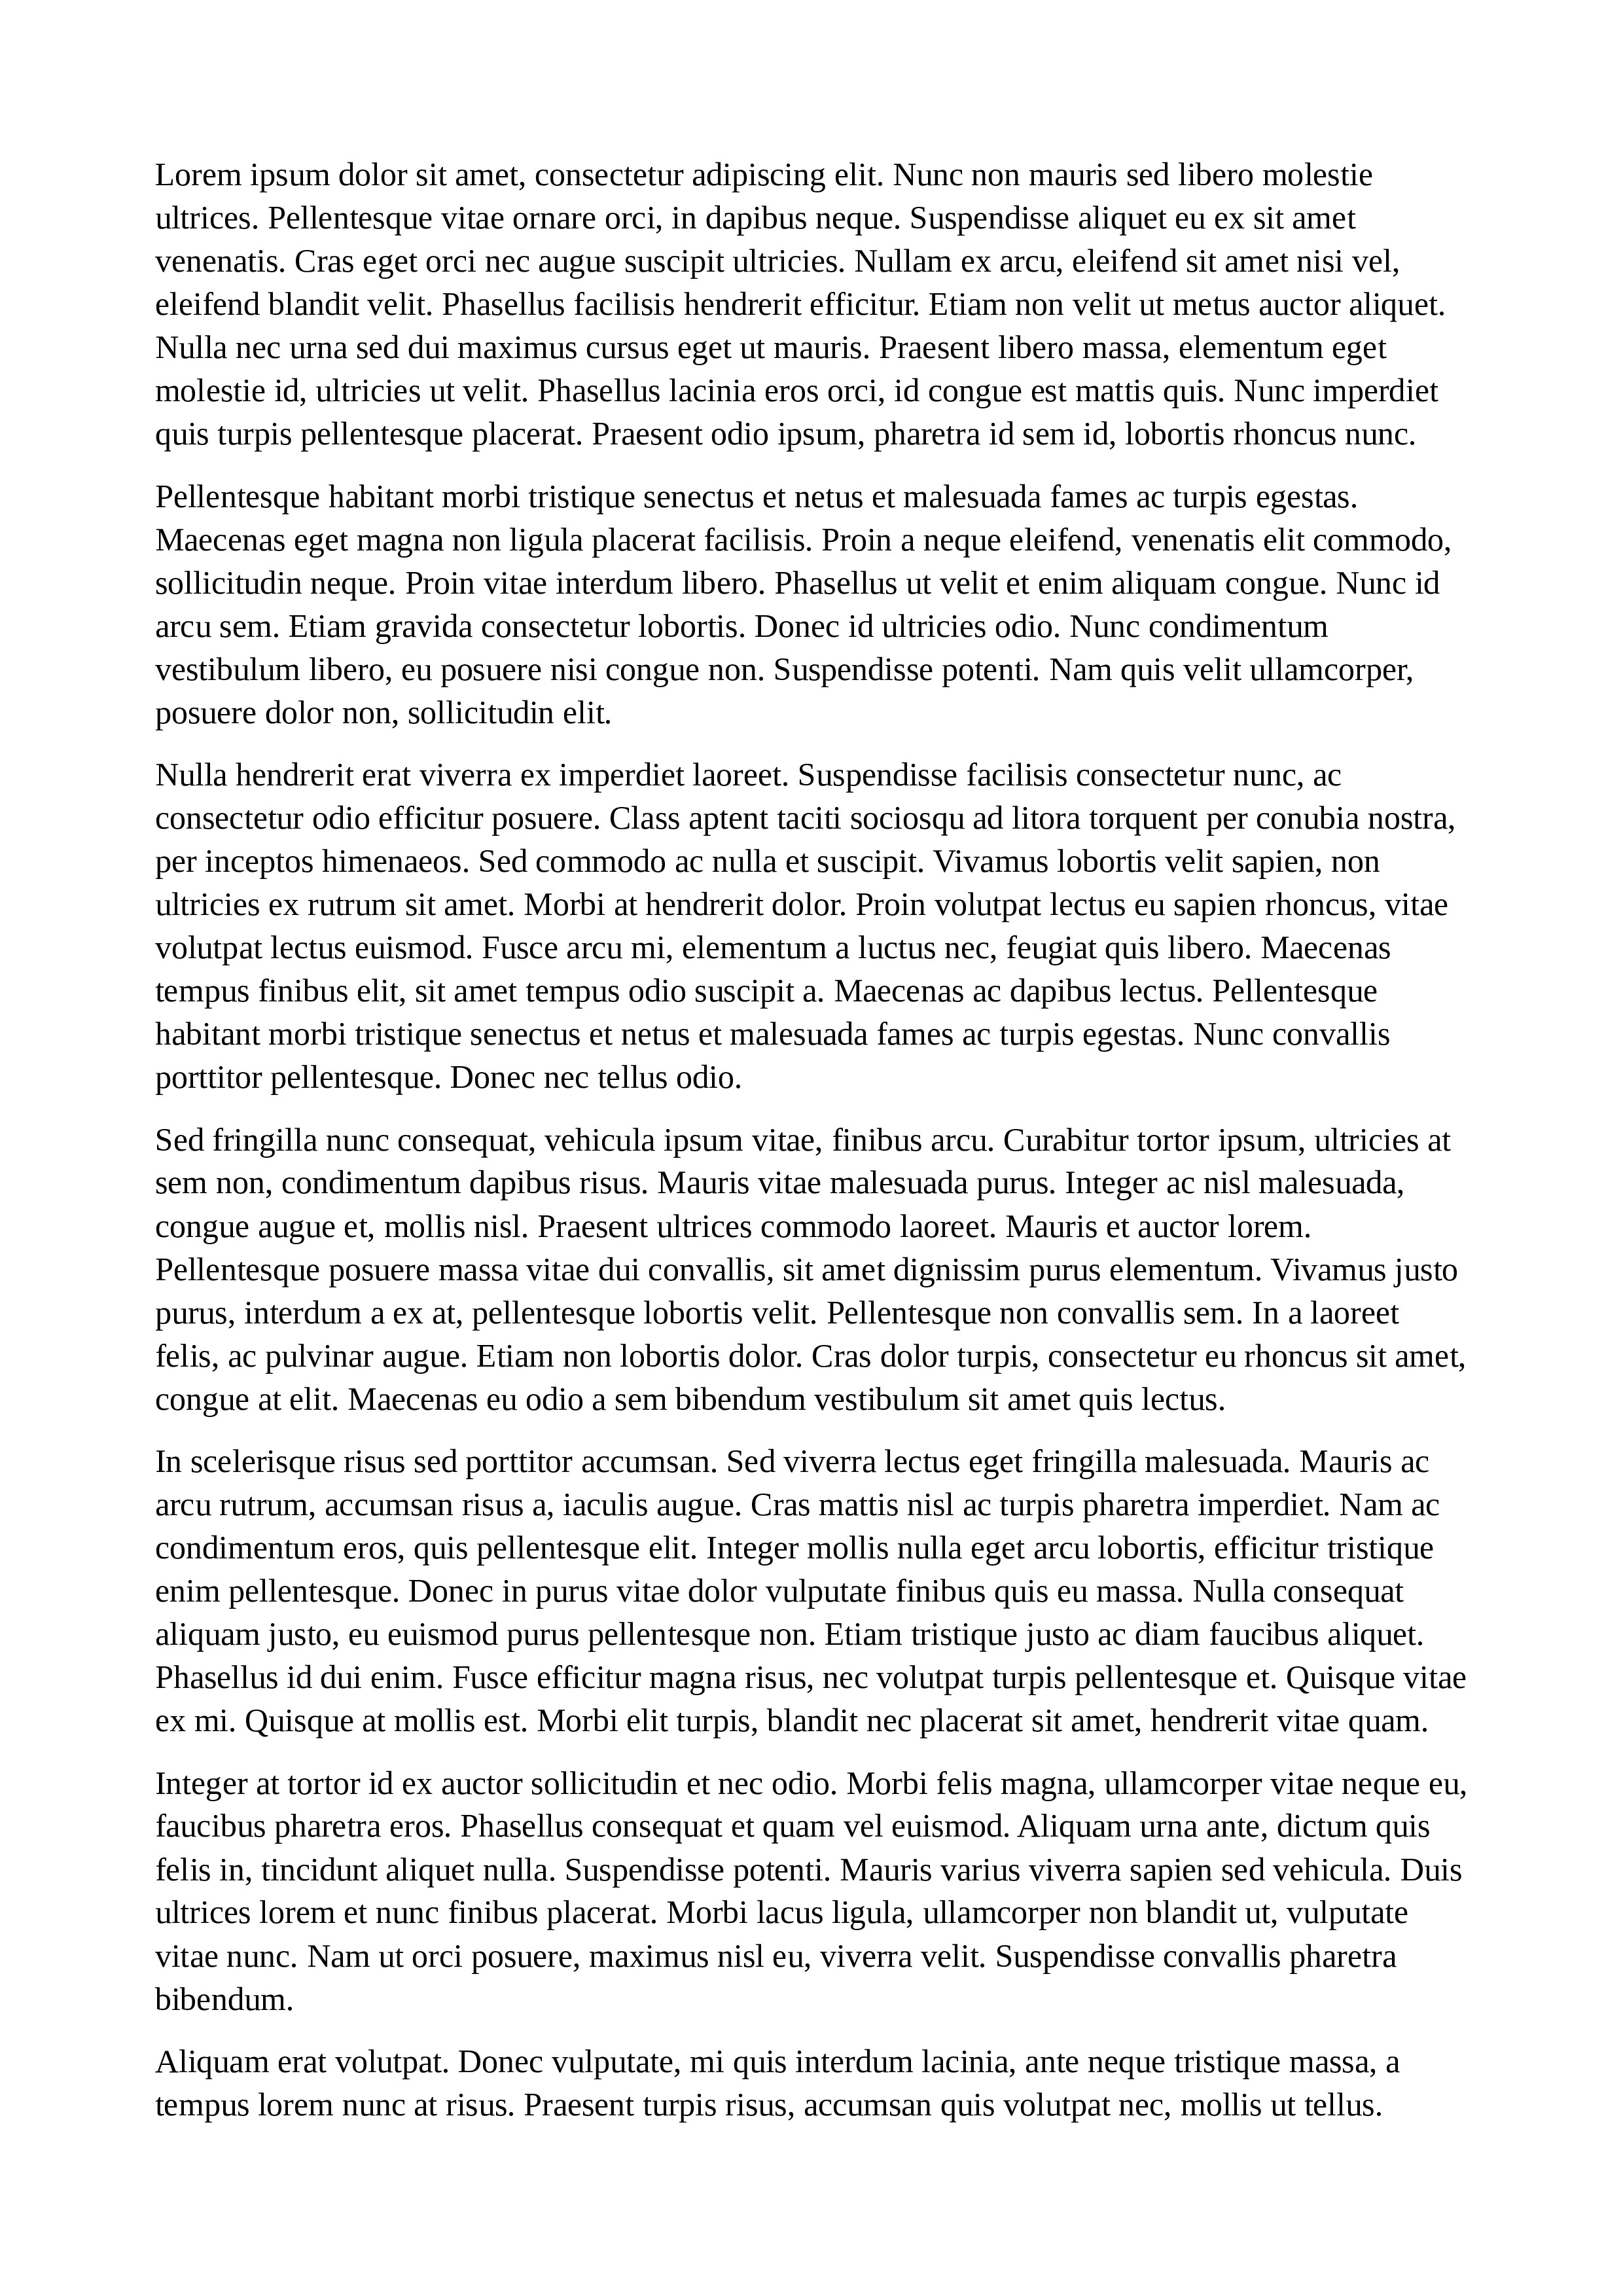 Lorem ipsum dolor sit amet, consectetur adipiscing elit. Nunc non mauris sed libero molestie
ultrices. Pellentesque vitae ornare orci, in dapibus neque. Suspendisse aliquet eu ex sit amet
venenatis. Cras eget orci nec augue suscipit ultricies. Nullam ex arcu, eleifend sit amet nisi vel,
eleifend blandit velit. Phasellus facilisis hendrerit efficitur. Etiam non velit ut metus auctor aliquet.
Nulla nec urna sed dui maximus cursus eget ut mauris. Praesent libero massa, elementum eget
molestie id, ultricies ut velit. Phasellus lacinia eros orci, id congue est mattis quis. Nunc imperdiet
quis turpis pellentesque placerat. Praesent odio ipsum, pharetra id sem id, lobortis rhoncus nunc.
Pellentesque habitant morbi tristique senectus et netus et malesuada fames ac turpis egestas.
Maecenas eget magna non ligula placerat facilisis. Proin a neque eleifend, venenatis elit commodo,
sollicitudin neque. Proin vitae interdum libero. Phasellus ut velit et enim aliquam congue. Nunc id
arcu sem. Etiam gravida consectetur lobortis. Donec id ultricies odio. Nunc condimentum
vestibulum libero, eu posuere nisi congue non. Suspendisse potenti. Nam quis velit ullamcorper,
posuere dolor non, sollicitudin elit.
Nulla hendrerit erat viverra ex imperdiet laoreet. Suspendisse facilisis consectetur nunc, ac
consectetur odio efficitur posuere. Class aptent taciti sociosqu ad litora torquent per conubia nostra,
per inceptos himenaeos. Sed commodo ac nulla et suscipit. Vivamus lobortis velit sapien, non
ultricies ex rutrum sit amet. Morbi at hendrerit dolor. Proin volutpat lectus eu sapien rhoncus, vitae
volutpat lectus euismod. Fusce arcu mi, elementum a luctus nec, feugiat quis libero. Maecenas
tempus finibus elit, sit amet tempus odio suscipit a. Maecenas ac dapibus lectus. Pellentesque
habitant morbi tristique senectus et netus et malesuada fames ac turpis egestas. Nunc convallis
porttitor pellentesque. Donec nec tellus odio.
Sed fringilla nunc consequat, vehicula ipsum vitae, finibus arcu. Curabitur tortor ipsum, ultricies at
sem non, condimentum dapibus risus. Mauris vitae malesuada purus. Integer ac nisl malesuada,
congue augue et, mollis nisl. Praesent ultrices commodo laoreet. Mauris et auctor lorem.
Pellentesque posuere massa vitae dui convallis, sit amet dignissim purus elementum. Vivamus justo
purus, interdum a ex at, pellentesque lobortis velit. Pellentesque non convallis sem. In a laoreet
felis, ac pulvinar augue. Etiam non lobortis dolor. Cras dolor turpis, consectetur eu rhoncus sit amet,
congue at elit. Maecenas eu odio a sem bibendum vestibulum sit amet quis lectus.
In scelerisque risus sed porttitor accumsan. Sed viverra lectus eget fringilla malesuada. Mauris ac
arcu rutrum, accumsan risus a, iaculis augue. Cras mattis nisl ac turpis pharetra imperdiet. Nam ac
condimentum eros, quis pellentesque elit. Integer mollis nulla eget arcu lobortis, efficitur tristique
enim pellentesque. Donec in purus vitae dolor vulputate finibus quis eu massa. Nulla consequat
aliquam justo, eu euismod purus pellentesque non. Etiam tristique justo ac diam faucibus aliquet.
Phasellus id dui enim. Fusce efficitur magna risus, nec volutpat turpis pellentesque et. Quisque vitae
ex mi. Quisque at mollis est. Morbi elit turpis, blandit nec placerat sit amet, hendrerit vitae quam.
Integer at tortor id ex auctor sollicitudin et nec odio. Morbi felis magna, ullamcorper vitae neque eu,
faucibus pharetra eros. Phasellus consequat et quam vel euismod. Aliquam urna ante, dictum quis
felis in, tincidunt aliquet nulla. Suspendisse potenti. Mauris varius viverra sapien sed vehicula. Duis
ultrices lorem et nunc finibus placerat. Morbi lacus ligula, ullamcorper non blandit ut, vulputate
vitae nunc. Nam ut orci posuere, maximus nisl eu, viverra velit. Suspendisse convallis pharetra
bibendum.
Aliquam erat volutpat. Donec vulputate, mi quis interdum lacinia, ante neque tristique massa, a
tempus lorem nunc at risus. Praesent turpis risus, accumsan quis volutpat nec, mollis ut tellus.